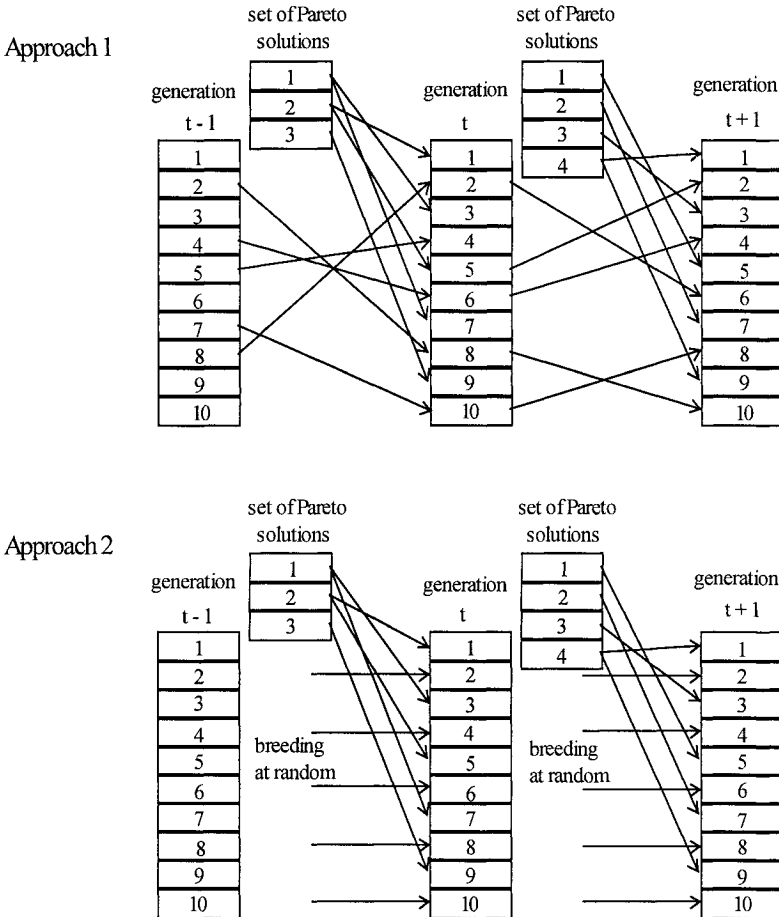 Approach 1
set of Pareto
solutions
1
2
3
set of Pareto
solutions
1
2
3
4
generation
t - 1
1
2
3
4
5
6
7
8
9
10
generation
t
1
2
3
4
5
6
7
8
9
10
generation
t + 1
1
2
3
4
5
6
7
8
9
10
Approach 2
set of Pareto
solutions
1
2
3
set of Pareto
solutions
1
2
3
4
generation
t - 1
1
2
3
4
5
6
7
8
9
10
breeding
at random
generation
t
1
2
3
4
5
6
7
8
9
10
breeding
at random
generation
t + 1
1
2
3
4
5
6
7
8
9
10